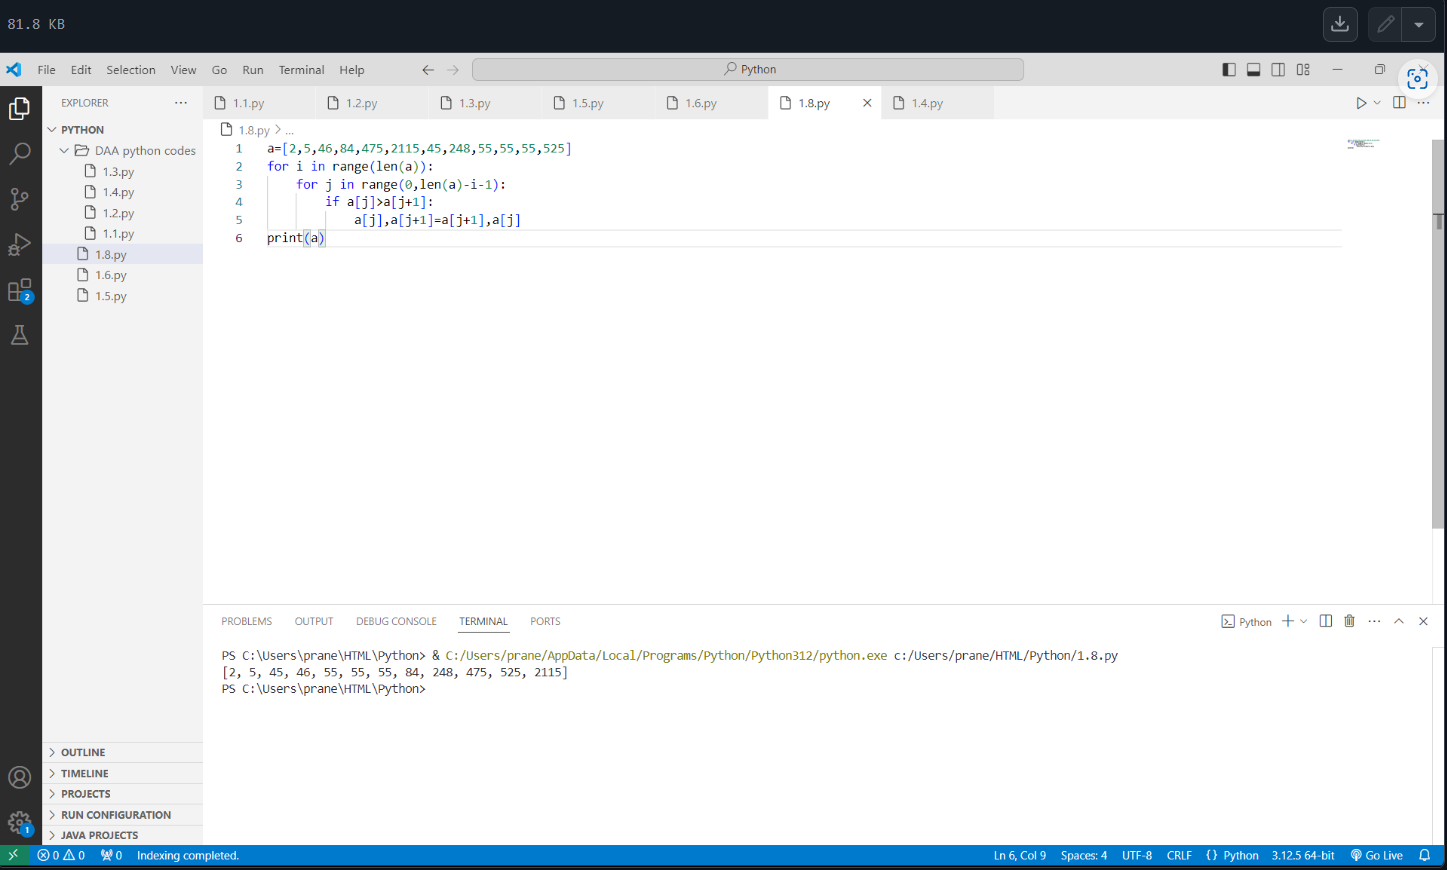 81.8 KB
File Edit Selection View Go Run Terminal Help
Python
EXPLORER
1.1.py 1.2.py 1.3.py 1.5.py 1.6.py 1.8.py 1.4.py
PYTHON
DAA python codes
1.3.py
1.4.py
1.2.py
1.1.py
1.8.py
1.6.py
1.5.py
2
1.8.py > ...
1 a=[2,5,46,84,475,2115,45,248,55,55,55,525]
2 for i in range(len(a)):
3 for j in range(0,len(a)-i-1):
4 if a[j]>a[j+1]:
5 a[j],a[j+1]=a[j+1],a[j]
6 print(a)
PROBLEMS OUTPUT DEBUG CONSOLE TERMINAL PORTS
Python
PS C:\Users\prane\HTML\Python> & C:/Users/prane/AppData/Local/Programs/Python/Python312/python.exe c:/Users/prane/HTML/Python/1.8.py
[2, 5, 45, 46, 55, 55, 55, 84, 248, 475, 525, 2115]
PS C:\Users\prane\HTML\Python>
OUTLINE
TIMELINE
PROJECTS
RUN CONFIGURATION
JAVA PROJECTS
1
0 0 0 Indexing completed.
Ln 6, Col 9 Spaces: 4 UTF-8 CRLF {} Python 3.12.5 64-bit Go Live